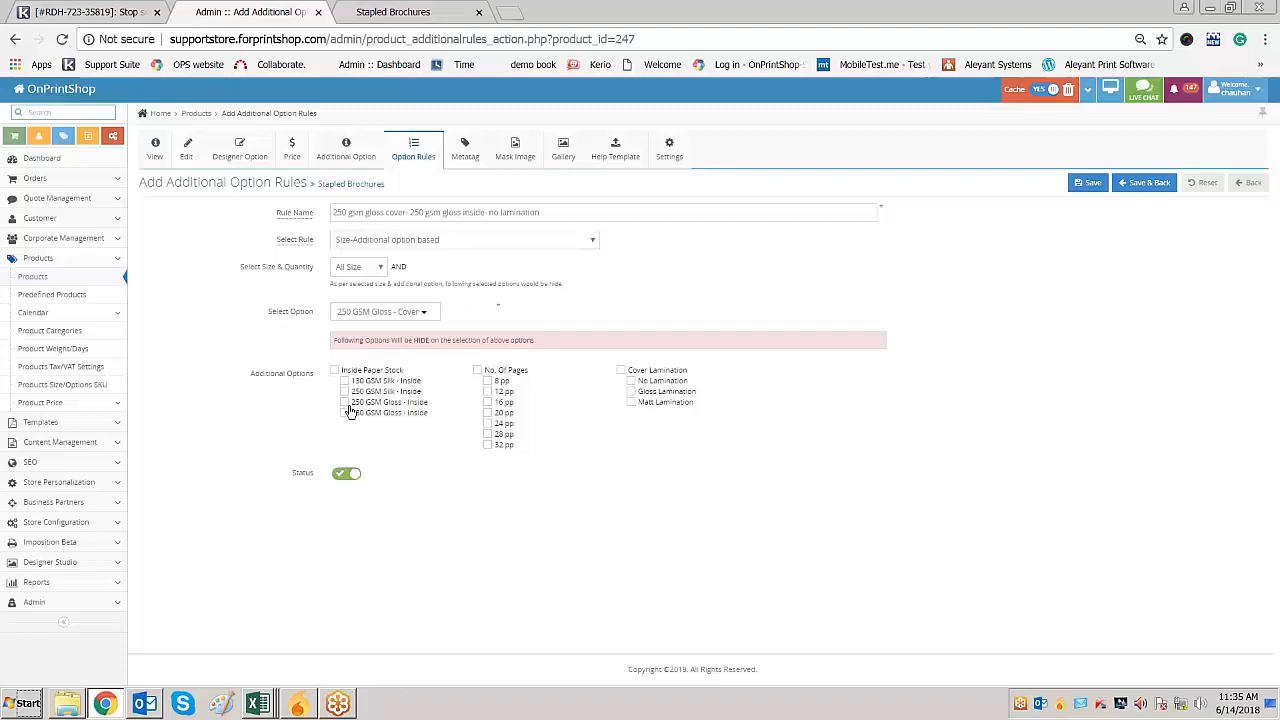 [#RDH-723-35819]: Stop s
Admin :: Add Additional Op
Stapled Brochures
Not secure
supportstore.forprintshop.com/admin/product_additionalrules_action.php?product_id=247
Apps
Support Suite
OPS website
Collaborate.
Admin :: Dashboard
Time
demo book
Kerio
Welcome
Log in - OnPrintShop
MobileTest.me - Test
Aleyant Systems
Aleyant Print Software
OnPrintShop
Cache YES
LIVE CHAT
147
Welcome,
chauhan
Search
Home
Products
Add Additional Option Rules
View
Edit
Designer Option
Price
Additional Option
Option Rules
Metatag
Mask Image
Gallery
Help Template
Settings
Add Additional Option Rules » Stapled Brochures
Save
Save & Back
Reset
Back
Dashboard
Orders
Quote Management
Customer
Corporate Management
Products
Products
Predefined Products
Calendar
Product Categories
Product Weight/Days
Product Tax/VAT Settings
Product Sizes/Options SKU
Product Price
Templates
Content Management
SEO
Store Personalization
Business Partners
Store Configuration
Imposition Beta
Designer Studio
Reports
Admin
Rule Name
250 gsm gloss cover- 250 gsm gloss inside- no lamination
Select Rule
Size-Additional option based
Select Size & Quantity
All Size
AND
As per selected size & additional option, following selected options would be hide.
Select Option
250 GSM Gloss - Cover
Following Options Will be HIDE on the selection of above options.
Additional Options
Inside Paper Stock
130 GSM Silk - Inside
250 GSM Silk - Inside
250 GSM Gloss - Inside
GSM Gloss - Inside
No. Of Pages
8 pp
12 pp
16 pp
20 pp
24 pp
28 pp
32 pp
Cover Lamination
No Lamination
Gloss Lamination
Matt Lamination
Status
Copyright ©2018. All Rights Reserved.
Start
11:35 AM
6/14/2018